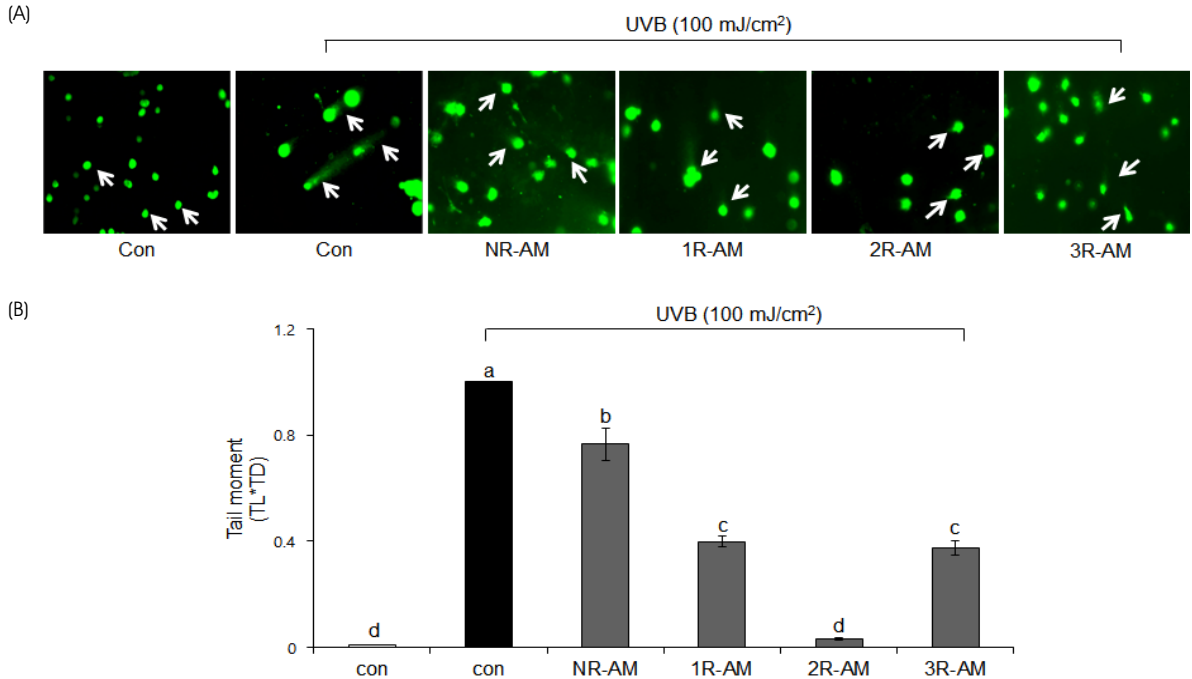 (A)
UVB (100 mJ/cm²)
Con Con NR-AM 1R-AM 2R-AM 3R-AM
(B)
UVB (100 mJ/cm²)
1.2
0.8
0.4
0
Tail moment
(TL*TD)
d a b c d c
con con NR-AM 1R-AM 2R-AM 3R-AM